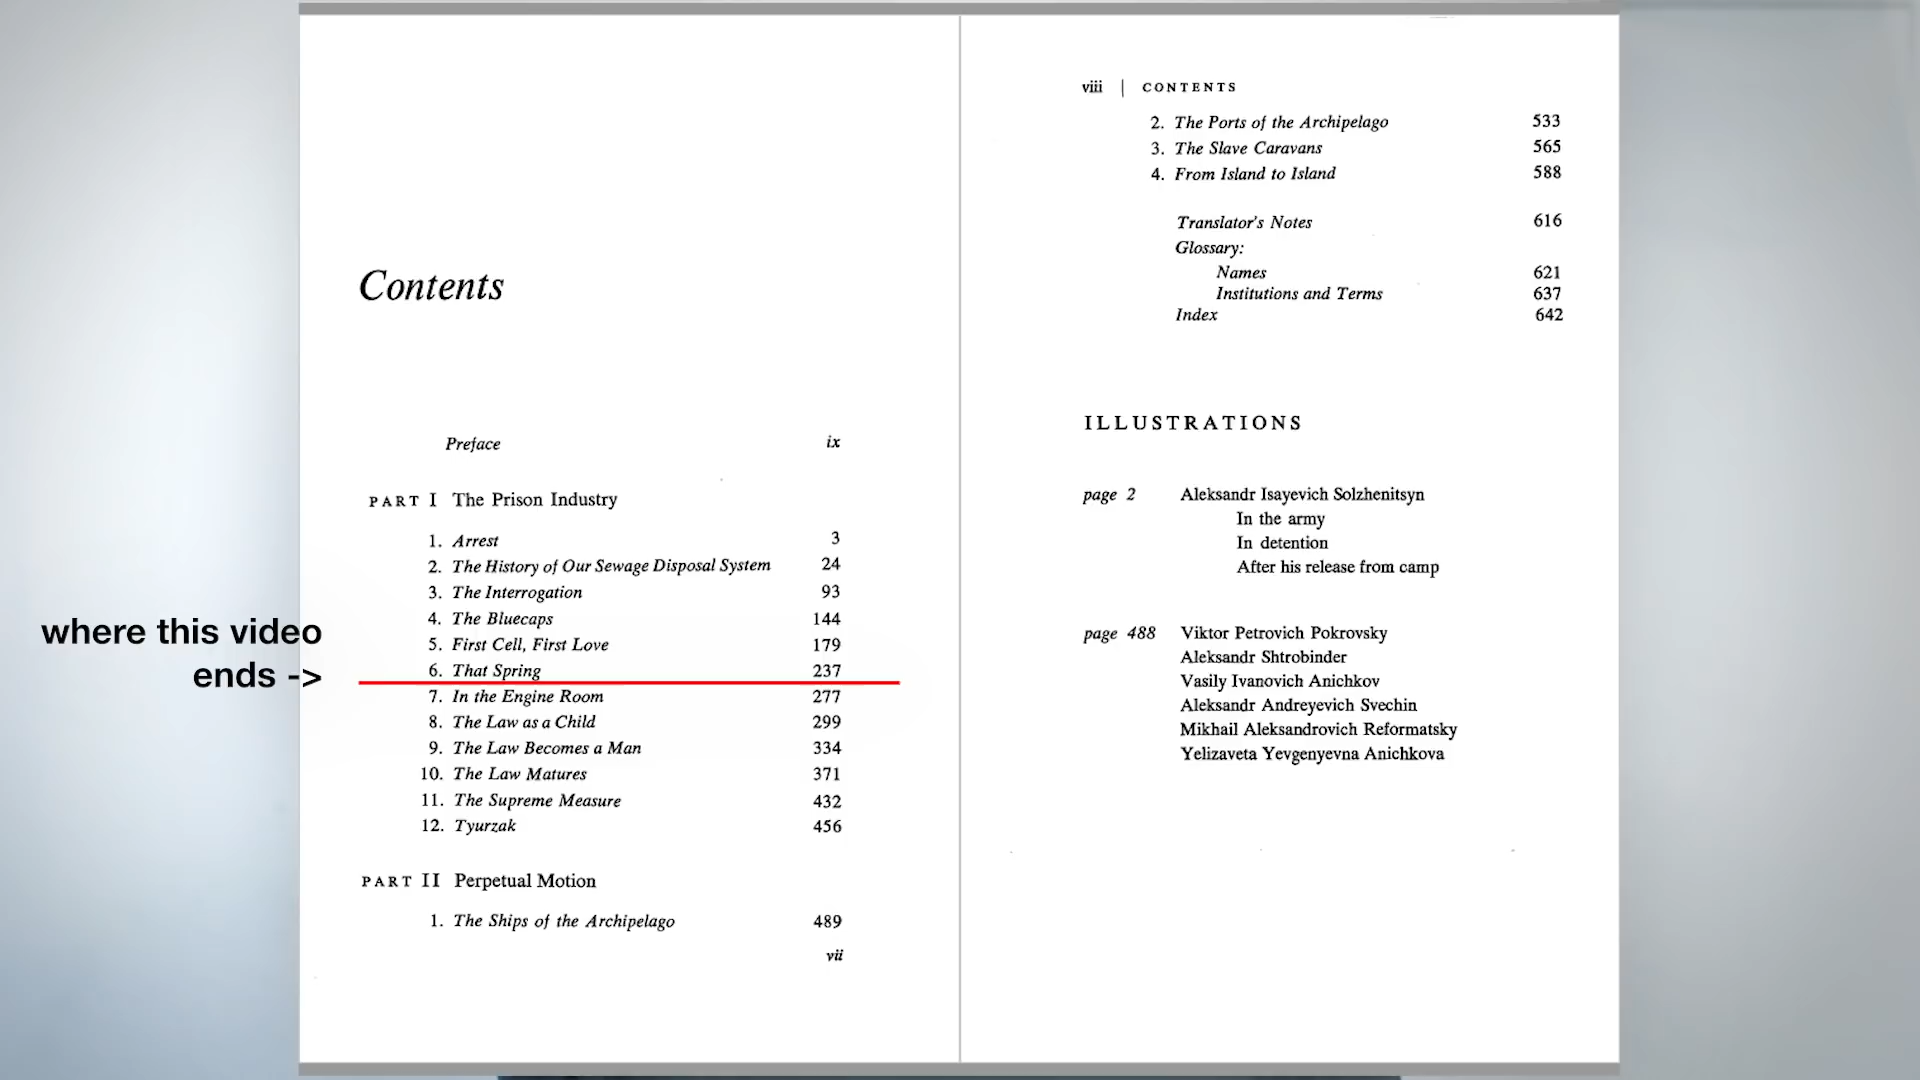 where this video
ends ->
Contents
Preface ix
PART I The Prison Industry
1. Arrest 3
2. The History of Our Sewage Disposal System 24
3. The Interrogation 93
4. The Bluecaps 144
5. First Cell, First Love 179
6. That Spring 237
7. In the Engine Room 277
8. The Law as a Child 299
9. The Law Becomes a Man 334
10. The Law Matures 371
11. The Supreme Measure 432
12. Tyurzak 456
PART II Perpetual Motion
1. The Ships of the Archipelago 489
vii
viii | CONTENTS
2. The Ports of the Archipelago 533
3. The Slave Caravans 565
4. From Island to Island 588
Translator's Notes 616
Glossary:
Names 621
Institutions and Terms 637
Index 642
ILLUSTRATIONS
page 2 Aleksandr Isayevich Solzhenitsyn
In the army
In detention
After his release from camp
page 488 Viktor Petrovich Pokrovsky
Aleksandr Shtrobinder
Vasily Ivanovich Anichkov
Aleksandr Andreyevich Svechin
Mikhail Aleksandrovich Reformatsky
Yelizaveta Yevgenyevna Anichkova